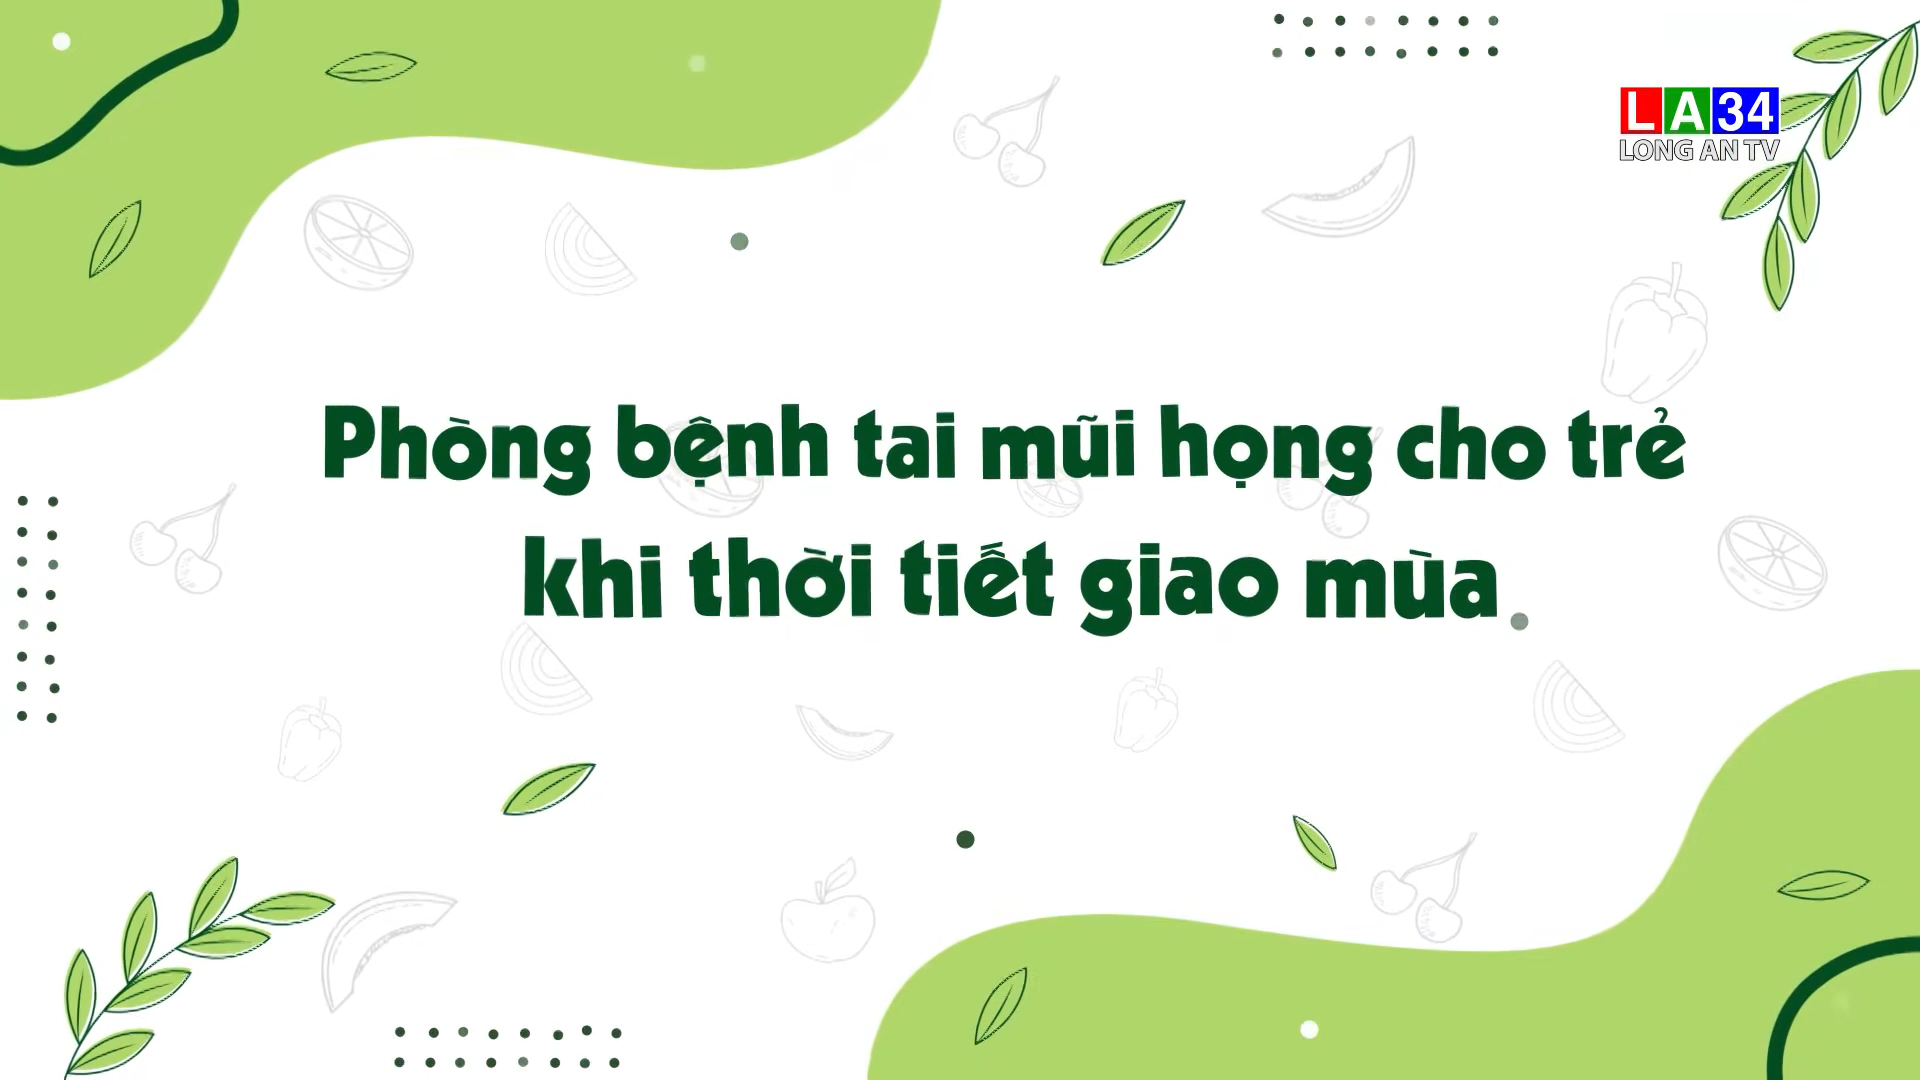 LA34
LONG AN TV
Phòng bệnh tai mũi họng cho trẻ
khi thời tiết giao mùa